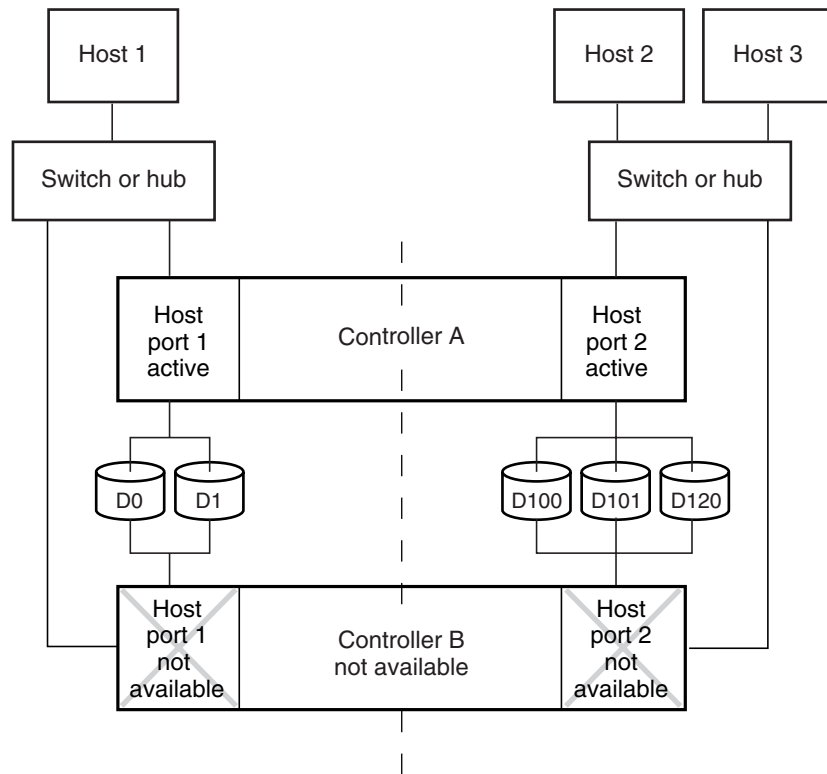 Host 1
Host 2
Host 3
Switch or hub
Switch or hub
Host
port 1
active
Controller A
Host
port 2
active
D0
D1
D100
D101
D120
Host
port 1
not
available
Controller B
not available
Host
port 2
not
available